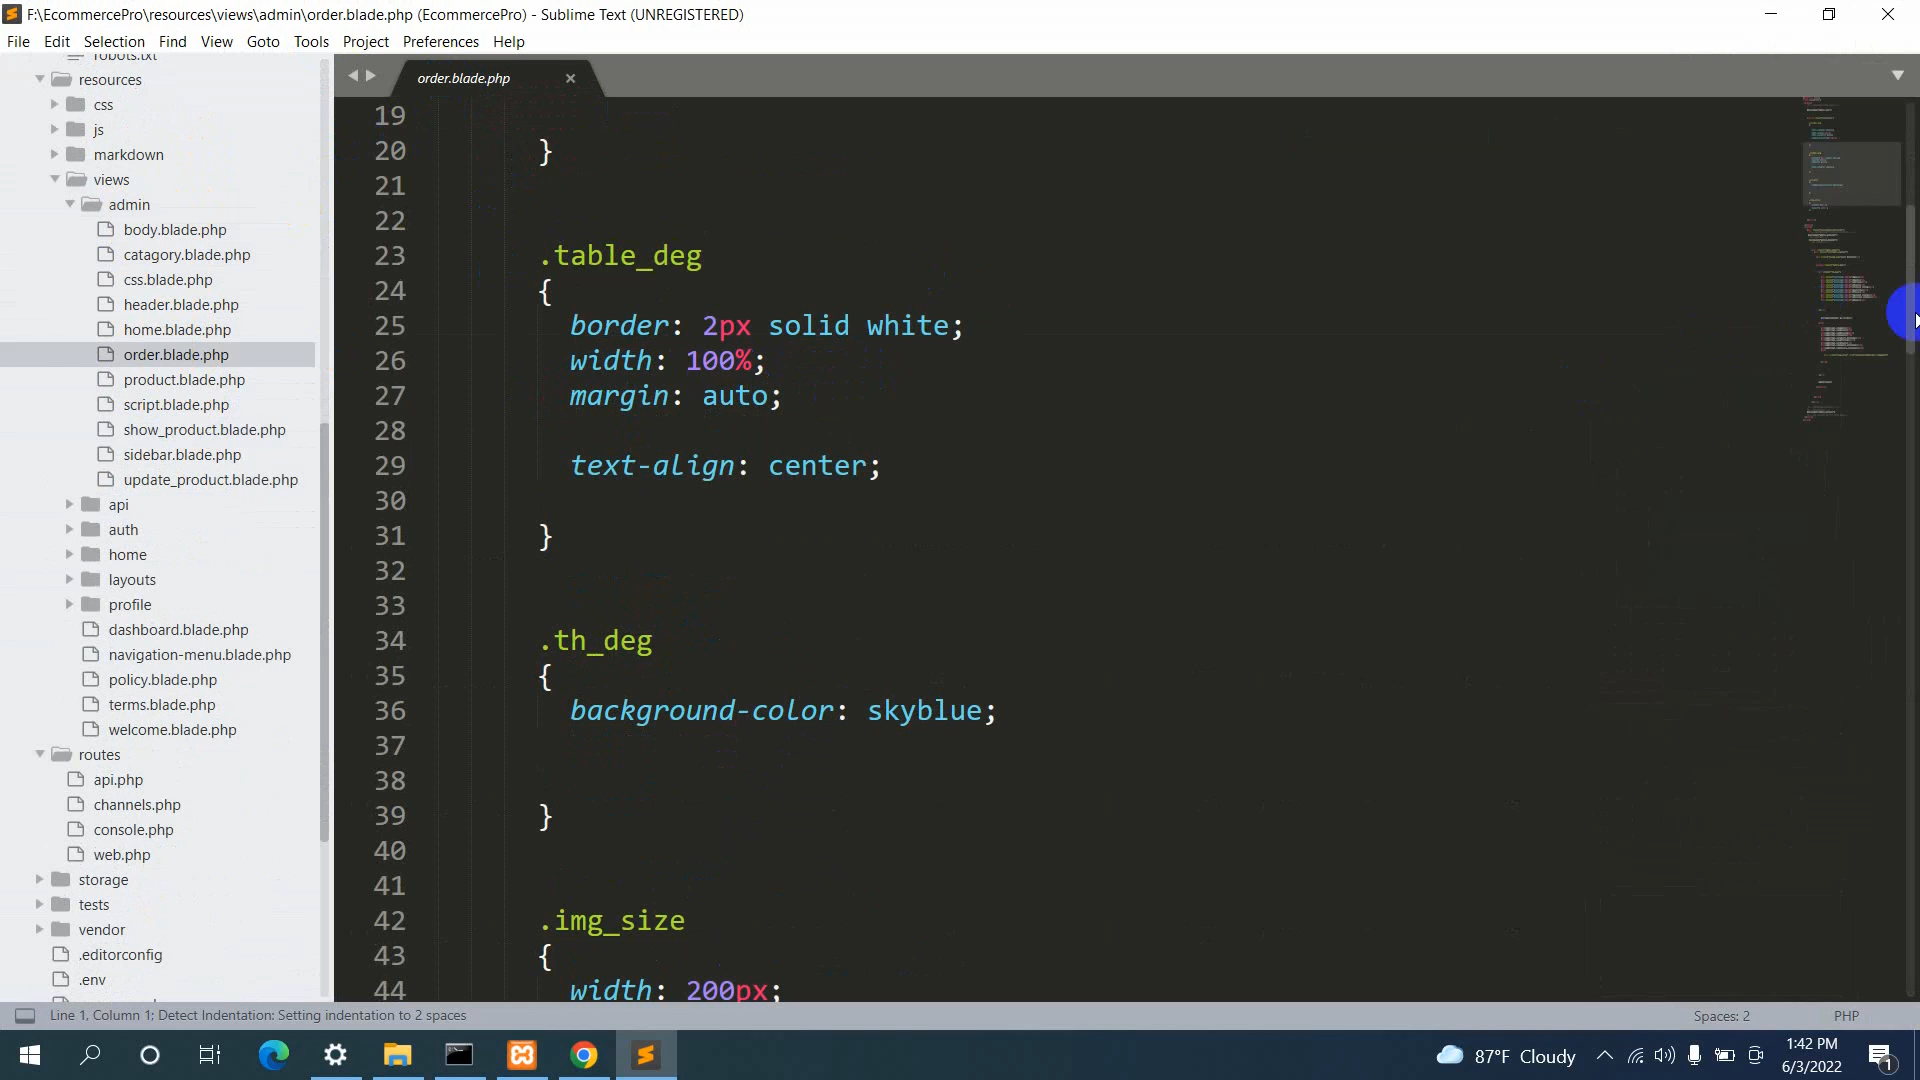 F:\EcommercePro\resources\views\admin\order.blade.php (EcommercePro) - Sublime Text (UNREGISTERED)
File Edit Selection Find View Goto Tools Project Preferences Help
robots.txt
resources
css
js
markdown
views
admin
body.blade.php
catagory.blade.php
css.blade.php
header.blade.php
home.blade.php
order.blade.php
product.blade.php
script.blade.php
show_product.blade.php
sidebar.blade.php
update_product.blade.php
api
auth
home
layouts
profile
dashboard.blade.php
navigation-menu.blade.php
policy.blade.php
terms.blade.php
welcome.blade.php
routes
api.php
channels.php
console.php
web.php
storage
tests
vendor
.editorconfig
.env
order.blade.php
19
20 }
21
22
23 .table_deg
24 {
25 border: 2px solid white;
26 width: 100%;
27 margin: auto;
28
29 text-align: center;
30
31 }
32
33
34 .th_deg
35 {
36 background-color: skyblue;
37
38
39 }
40
41
42 .img_size
43 {
44 width: 200px;
Line 1, Column 1; Detect Indentation: Setting indentation to 2 spaces
Spaces: 2
PHP
87°F Cloudy
1:42 PM
6/3/2022
1